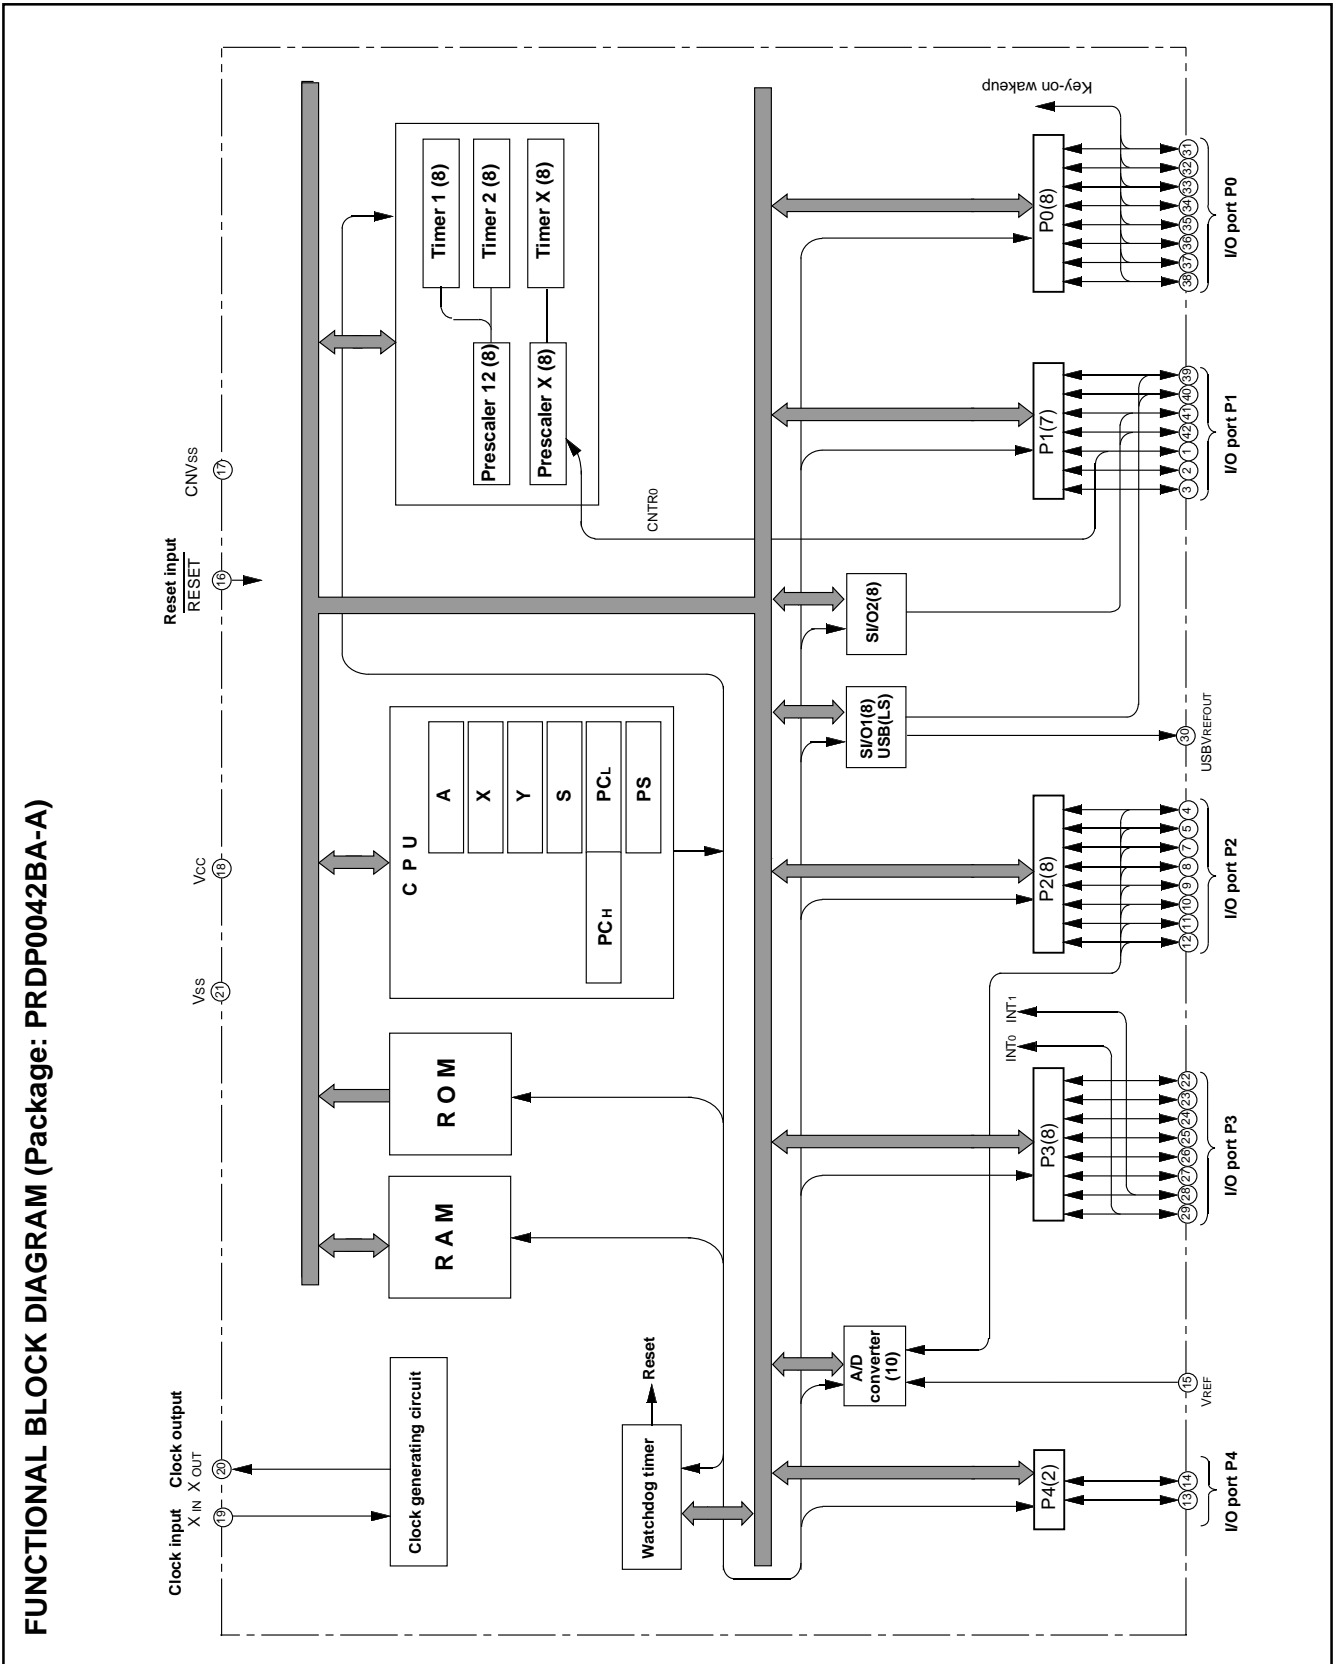 FUNCTIONAL BLOCK DIAGRAM (Package: PRDP0042BA-A)
Clock input
X IN
19
Clock output
X OUT
20
VSS
21
VCC
18
Reset input
RESET
16
CNVSS
17
Clock generating circuit
RAM
ROM
CPU
A
X
Y
S
PCH
PCL
PS
Timer 1 (8)
Timer 2 (8)
Timer X (8)
Prescaler 12 (8)
Prescaler X (8)
Watchdog timer
Reset
CNTR0
A/D
converter
(10)
SI/O1(8)
USB(LS)
SI/O2(8)
INT0
INT1
Key-on wakeup
P4(2)
P3(8)
P2(8)
P1(7)
P0(8)
13 14
15
29 28 27 26 25 24 23 22
12 11 10 9 8 7 5 4
30
3 2 1 42 41 40 39
38 37 36 35 34 33 32 31
I/O port P4
VREF
I/O port P3
I/O port P2
USBVREFOUT
I/O port P1
I/O port P0